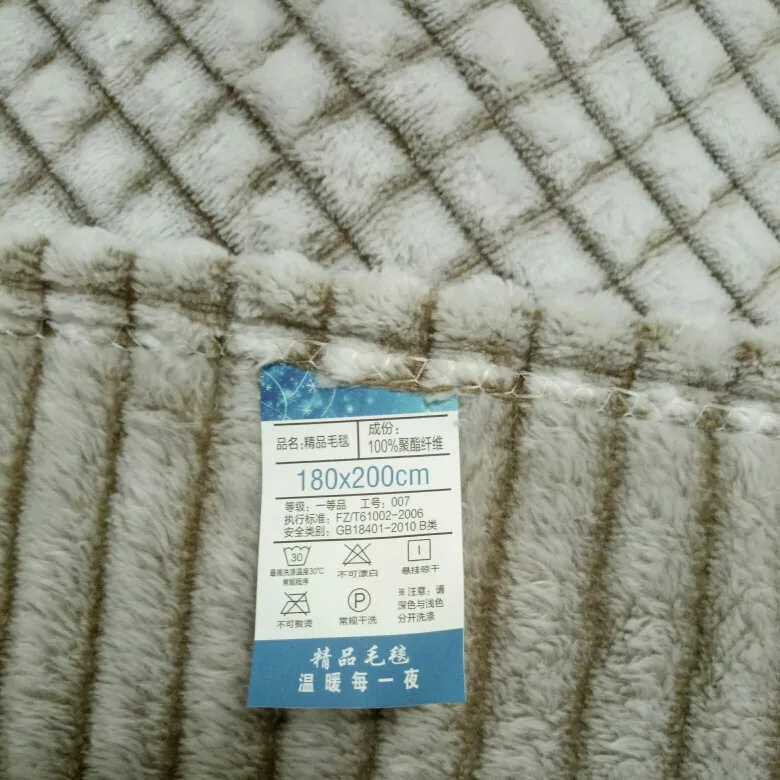 品名:精品毛毯
成份:
100%聚酯纤维
180x200cm
等级: 一等品 工号: 007
执行标准: FZ/T61002-2006
安全类别: GB18401-2010 B类
30
最高洗涤温度30℃
常规程序
不可漂白
悬挂晾干
不可熨烫
P
常规干洗
※注意: 请
深色与浅色
分开洗涤
精品毛毯
温暖每一夜